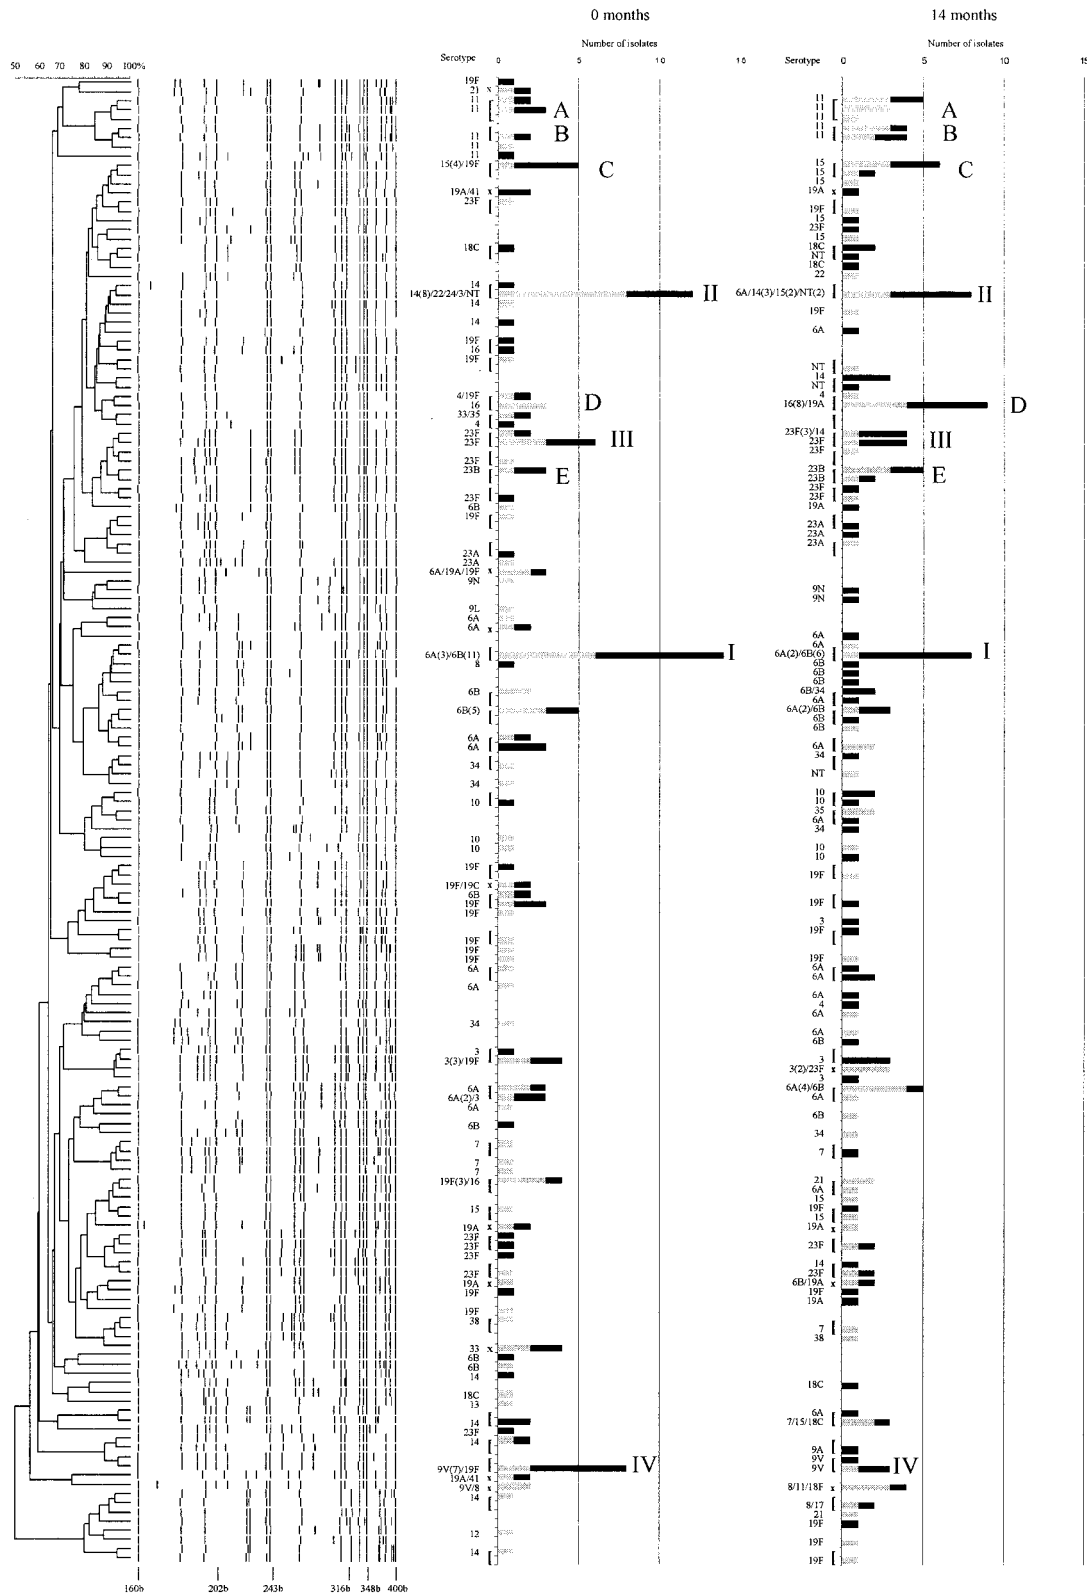 0 months 14 months
Number of isolates Number of isolates
50 60 70 80 90 100% Serotype 0 5 10 Serotype 0 5 10 15
19F
21 x
11 11
11 A 11 A
11
11
11 B 11 B
11
11
15(4)/19F C 15 C
15
15
19A/41 x 19A x
23F
19F
15
23F
15
18C 18C
NT
18C
22
14
14(8)/22/24/3/NT II 6A/14(3)/15(2)/NT(2) II
14
19F
14
6A
19F
16
19F
NT
14
NT
4/19F 4
16 D 16(8)/19A D
33/35
4
23F 23F(3)/14
23F III 23F III
23F
23F
23B E 23B E
23B
23F 23F
6B 23F
19F 19A
23A
23A 23A
23A 23A
6A/19A/19F x
9N
9N
9N
9L
6A
6A x 6A
6A
6A(3)/6B(11) I 6A(2)/6B(6) I
8 6B
6B
6B
6B 6B/34
6A
6B(5) 6A(2)/6B
6B
6B
6A
6A 6A
34
34
NT
34
10
10 10
35
6A
34
10 10
10 10
19F
19F
19F/19C x
6B
19F 19F
19F
3
19F
19F
19F
19F 19F
6A 6A
6A
6A 6A
4
6A
34
6A
6B
3
3(3)/19F 3
3(2)/23F x
3
6A 6A(4)/6B
6A(2)/3 6A
6A
6B
6B
34
7
7
7
7
19F(3)/16 21
6A
15
15 19F
15
19A x 19A x
23F
23F 23F
23F
14
23F 23F
19A x 6B/19A x
19F 19F
19A
19F
38
7
38
33 x
6B
6B
14
18C
18C
13
6A
14 7/15/18C
23F
14
9A
9V
9V(7)/19F IV 9V IV
19A/41 x
9V/8 x 8/11/18F x
14
8/17
21
19F
12
19F
14
19F
160b 202b 243b 316b 348b 400b